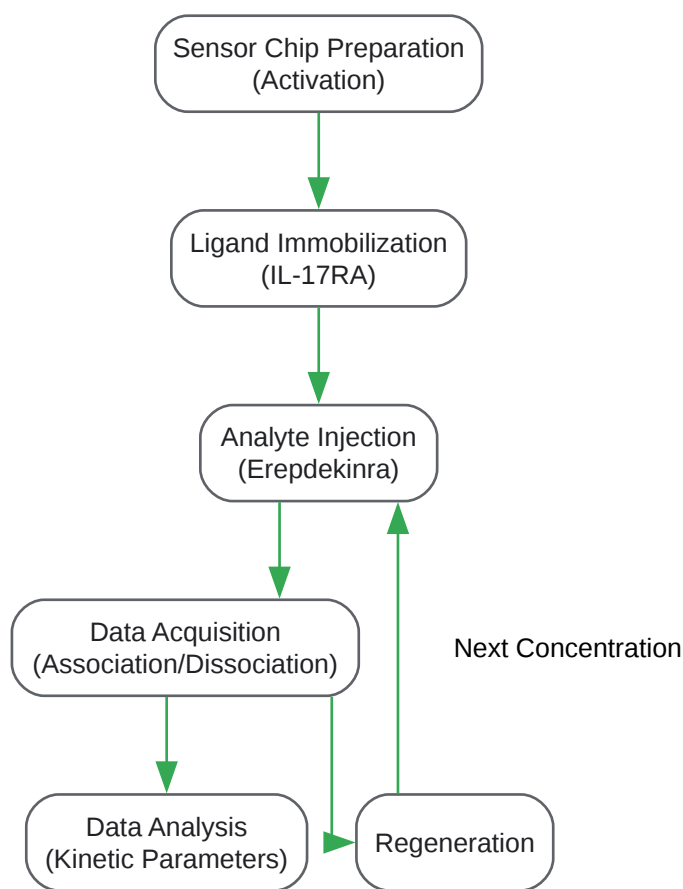 Sensor Chip Preparation
(Activation)
Ligand Immobilization
(IL-17RA)
Analyte Injection
(Erepdekinra)
Data Acquisition
(Association/Dissociation)
Next Concentration
Data Analysis
(Kinetic Parameters)
Regeneration